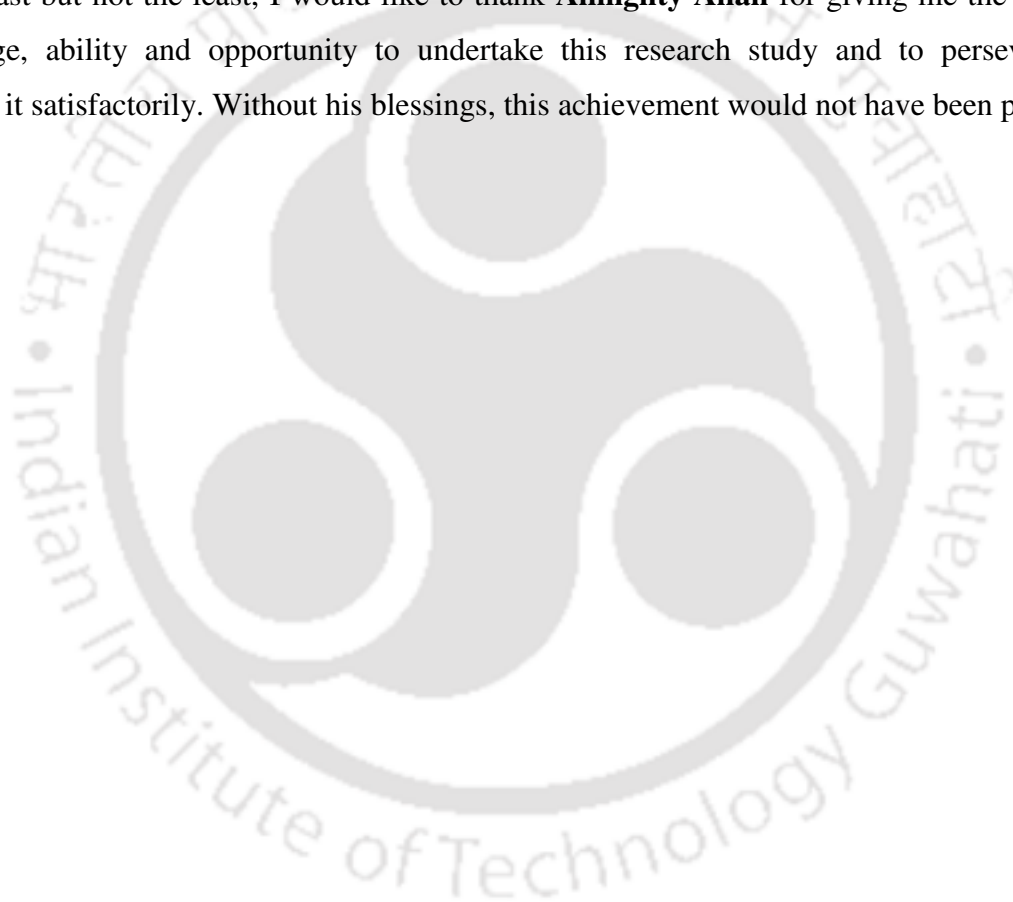 ast but not the least, I would like to thank Almighty Allah for giving me the
ge, ability and opportunity to undertake this research study and to persev
it satisfactorily. Without his blessings, this achievement would not have been p
• Indian Institute of Technology Guwahati •